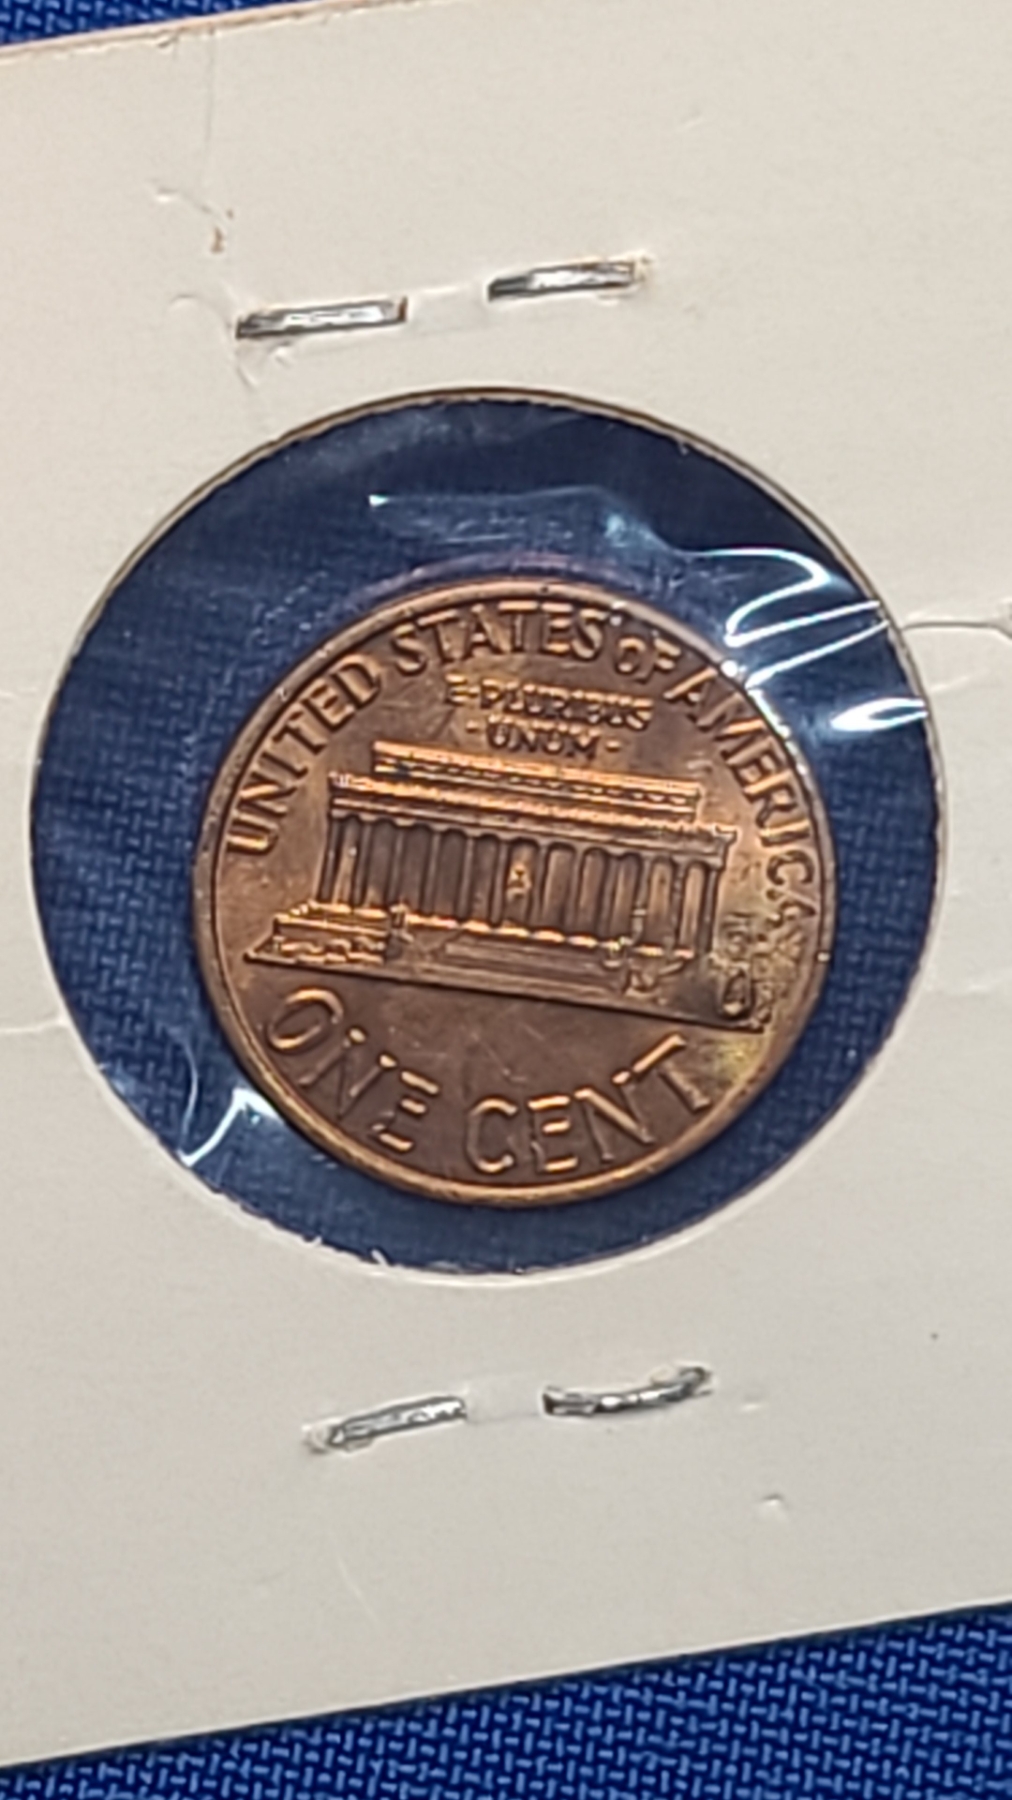 UNITED STATES OF AMERICA
E·PLURIBUS
·UNUM·
ONE CENT